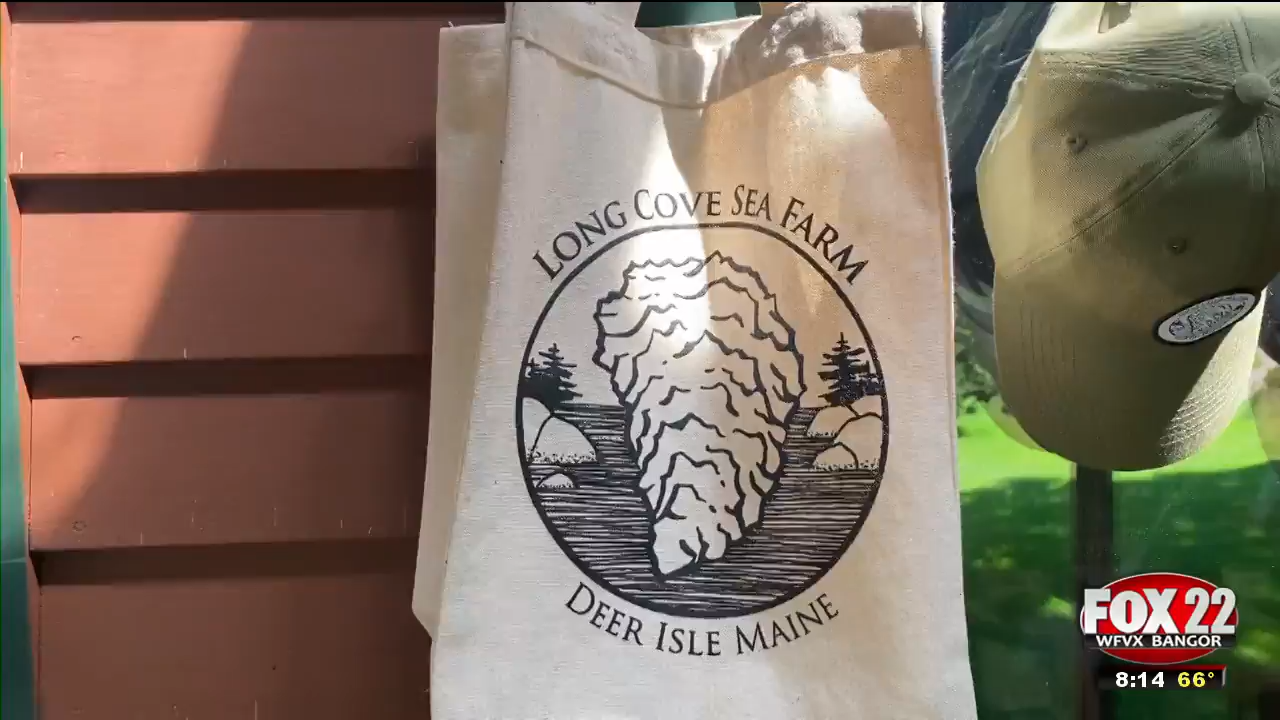 LONG COVE SEA FARM
DEER ISLE MAINE
FOX 22
WFVX BANGOR
8:14 66°